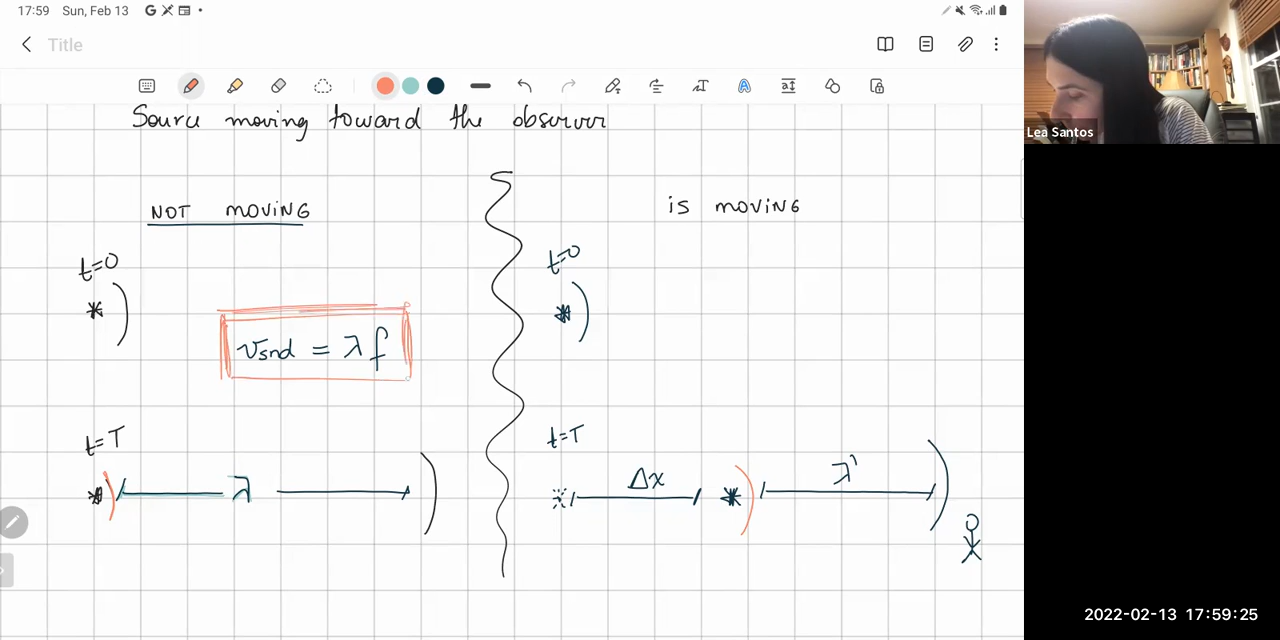 17:59 Sun, Feb 13
Title
Source moving toward the observer
NOT MOVING
is MOVING
t=0
t=0
vsnd = λ f
t=T
t=T
λ
Δx
λ'
Lea Santos
2022-02-13 17:59:25